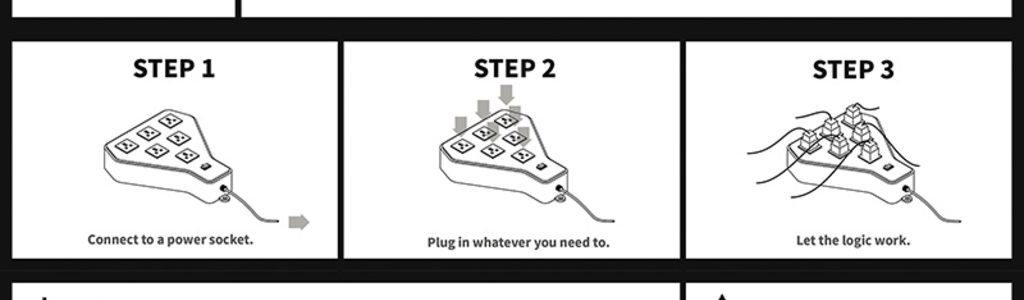 STEP 1
Connect to a power socket.
STEP 2
Plug in whatever you need to.
STEP 3
Let the logic work.